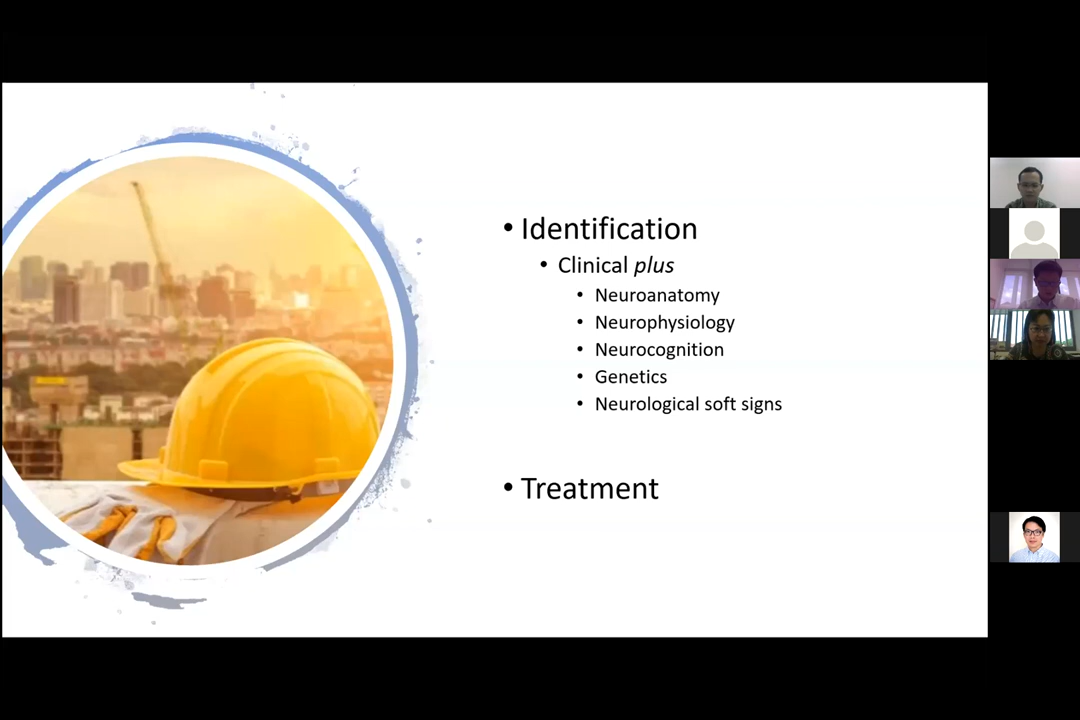 • Identification
• Clinical plus
• Neuroanatomy
• Neurophysiology
• Neurocognition
• Genetics
• Neurological soft signs
• Treatment